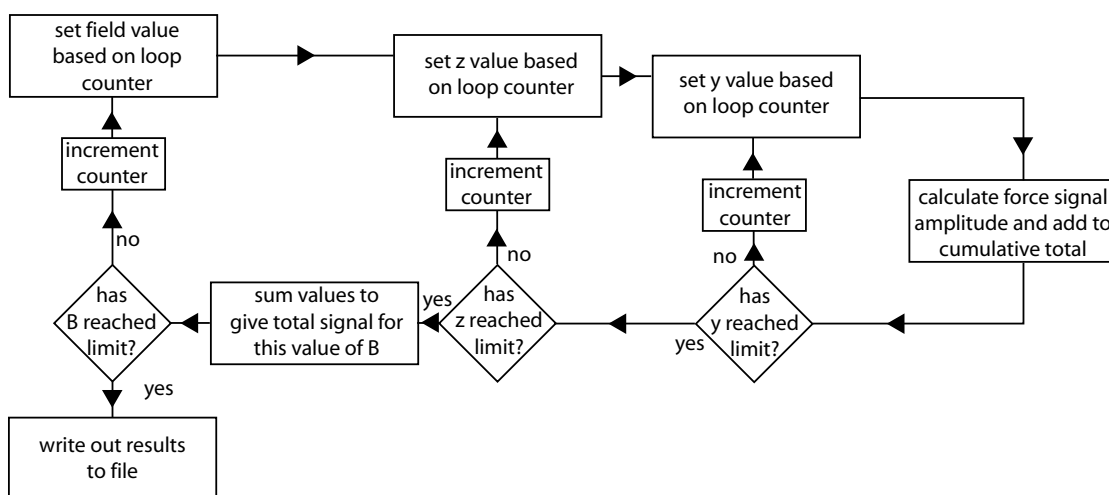 set field value
based on loop
counter
set z value based
on loop counter
set y value based
on loop counter
increment
counter
increment
counter
increment
counter
calculate force signal
amplitude and add to
cumulative total
no
no
no
has
B reached
limit?
sum values to
give total signal for
this value of B
yes
has
z reached
limit?
yes
has
y reached
limit?
yes
write out results
to file